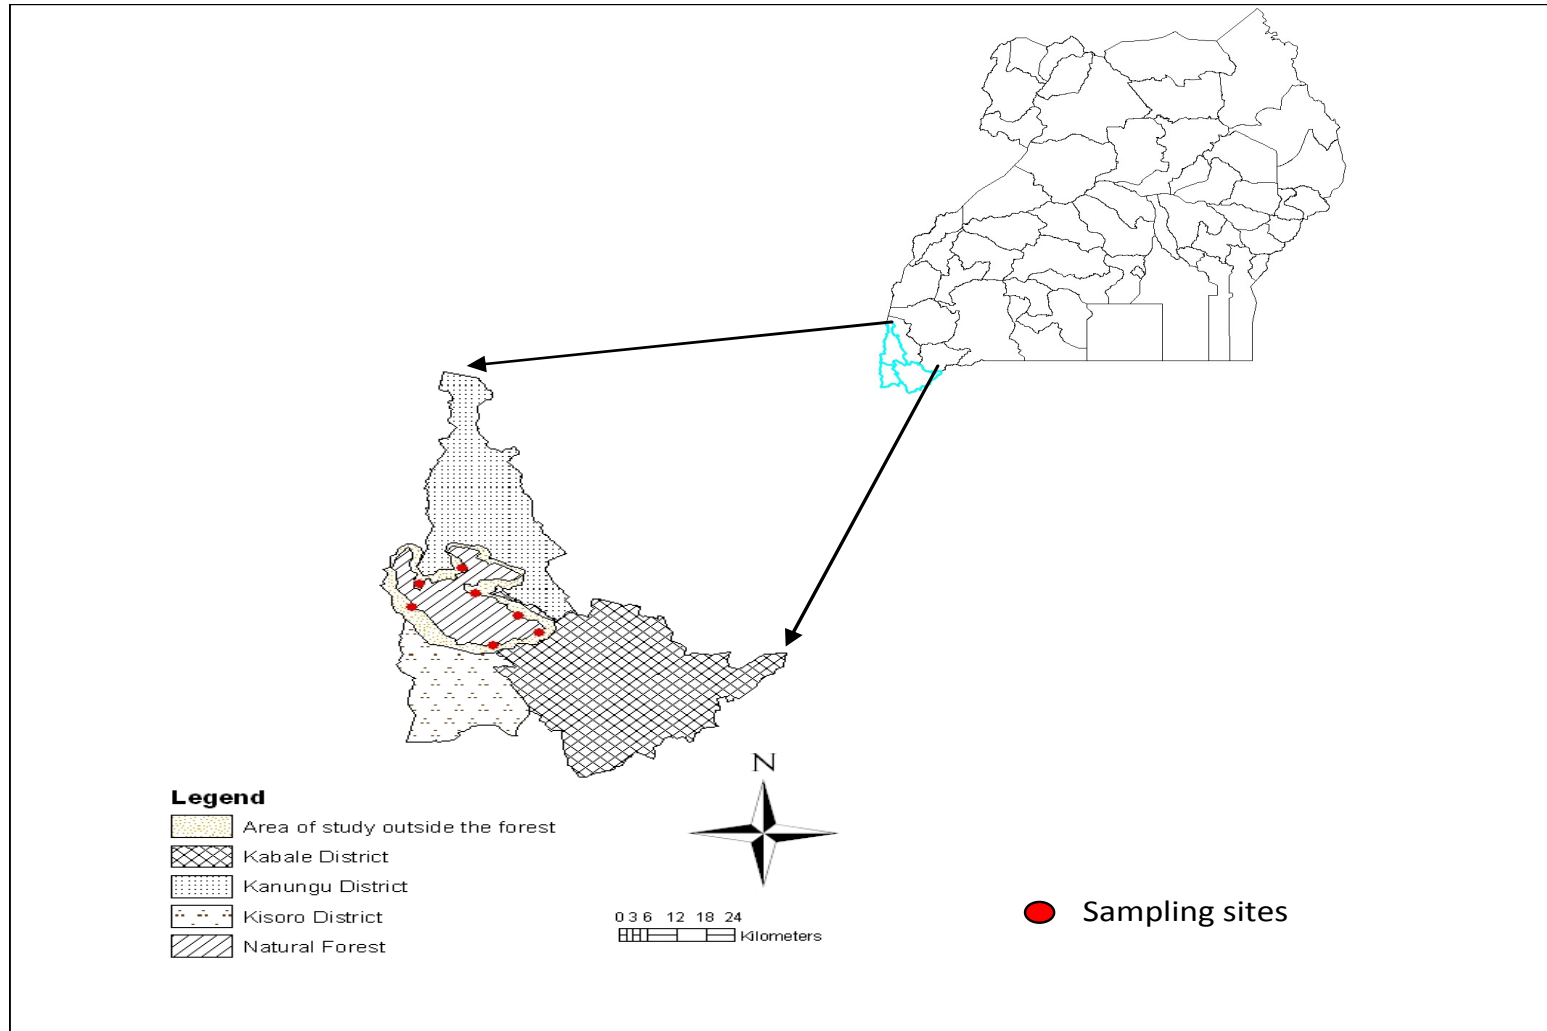 N
Legend
Area of study outside the forest
Kabale District
Kanungu District
Kisoro District
Natural Forest
0 3 6 12 18 24
Kilometers
Sampling sites